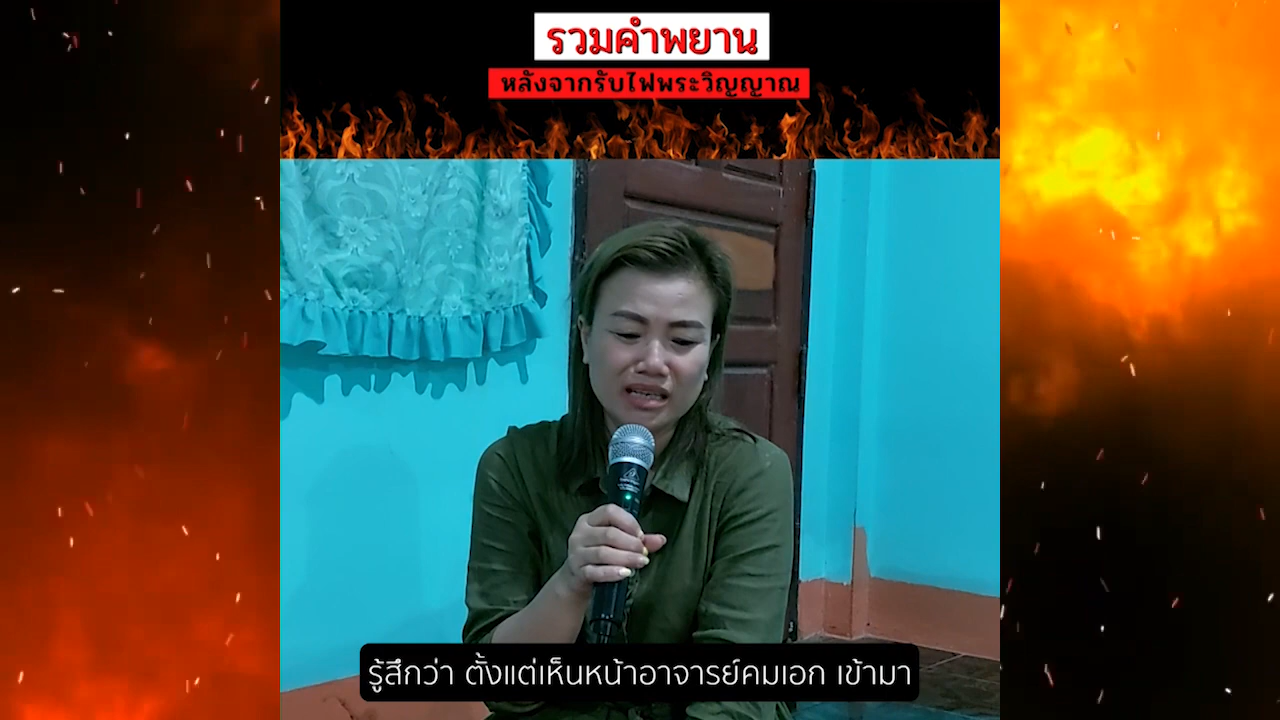 รวมคำพยาน
หลังจากรับไฟพระวิญญาณ
รู้สึกว่า ตั้งแต่เห็นหน้าอาจารย์คมเอก เข้ามา